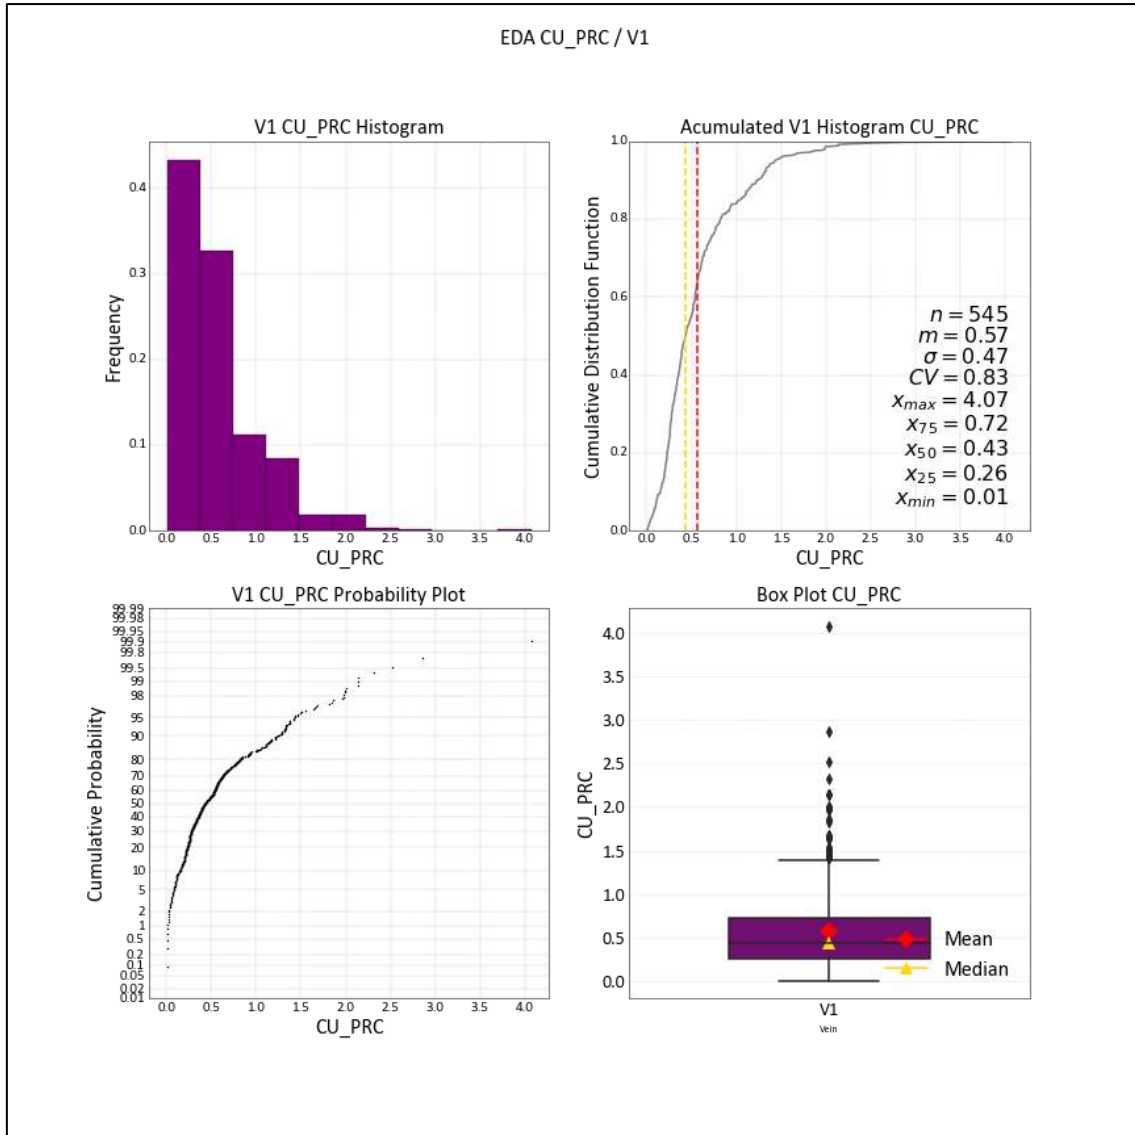 EDA CU_PRC / V1
V1 CU_PRC Histogram
Frequency
0.4
0.3
0.2
0.1
0.0
0.0 0.5 1.0 1.5 2.0 2.5 3.0 3.5 4.0
CU_PRC
Acumulated V1 Histogram CU_PRC
Cumulative Distribution Function
1.0
0.8
0.6
0.4
0.2
0.0
n = 545
m = 0.57
σ = 0.47
CV = 0.83
xmax = 4.07
x75 = 0.72
x50 = 0.43
x25 = 0.26
xmin = 0.01
0.0 0.5 1.0 1.5 2.0 2.5 3.0 3.5 4.0
CU_PRC
V1 CU_PRC Probability Plot
Cumulative Probability
99.99
99.98
99.95
99.9
99.8
99.5
99
98
95
90
80
70
60
50
40
30
20
10
5
2
1
0.5
0.2
0.1
0.05
0.02
0.01
0.0 0.5 1.0 1.5 2.0 2.5 3.0 3.5 4.0
CU_PRC
Box Plot CU_PRC
CU_PRC
4.0
3.5
3.0
2.5
2.0
1.5
1.0
0.5
0.0
Mean
Median
V1
Vein